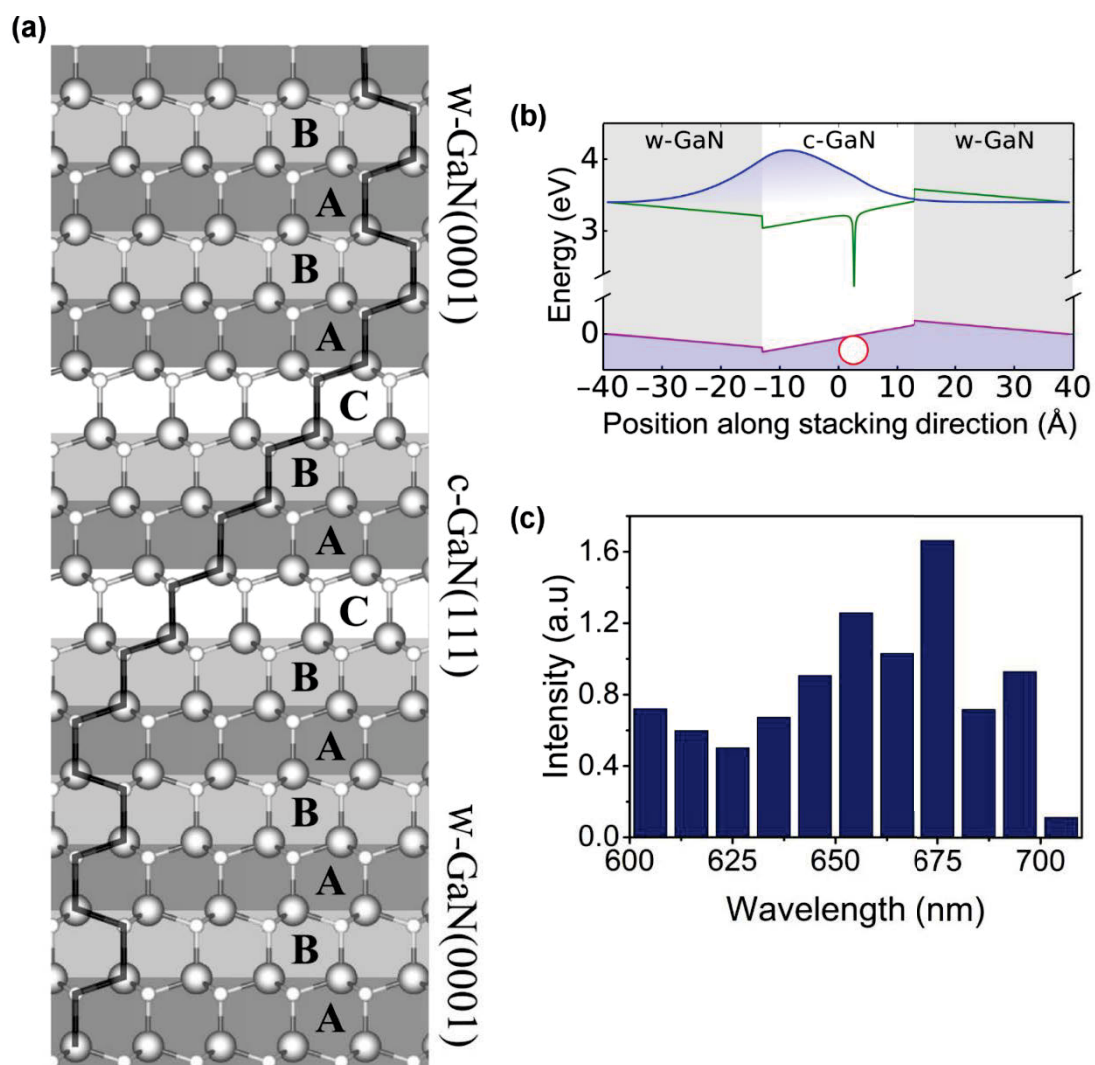 (a)
B
A
B
A
C
B
A
C
B
A
B
A
B
A
w-GaN(0001)
c-GaN(111)
w-GaN(0001)
(b)
w-GaN
c-GaN
w-GaN
4
3
0
Energy (eV)
−40 −30 −20 −10 0 10 20 30 40
Position along stacking direction (Å)
(c)
1.6
1.2
0.8
0.4
0.0
Intensity (a.u)
600 625 650 675 700
Wavelength (nm)